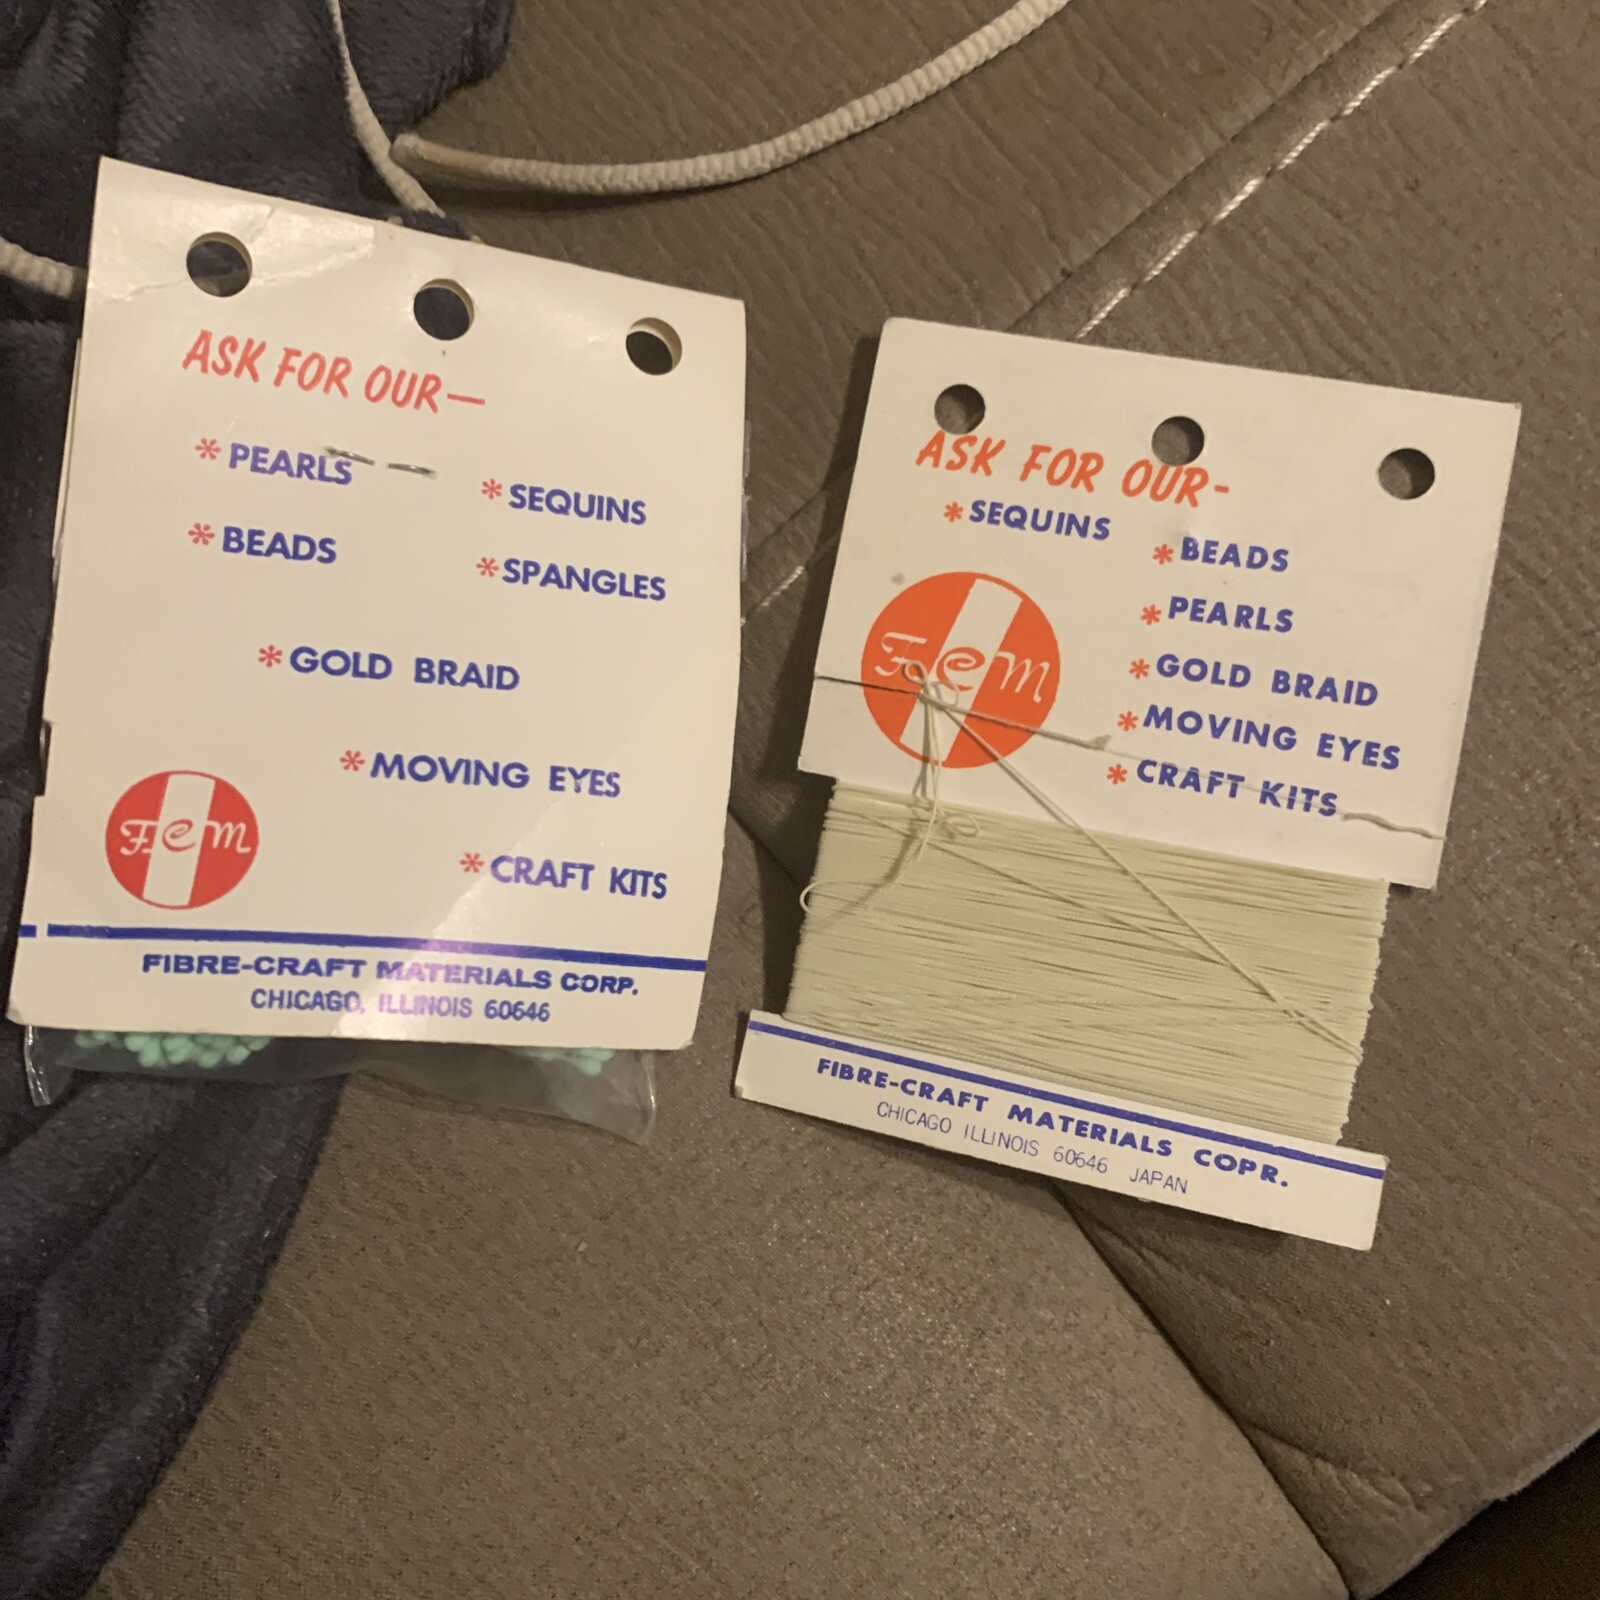 ASK FOR OUR—
* PEARLS
* SEQUINS
* BEADS
* SPANGLES
* GOLD BRAID
* MOVING EYES
FCM
* CRAFT KITS
FIBRE-CRAFT MATERIALS CORP.
CHICAGO, ILLINOIS 60646
ASK FOR OUR-
* SEQUINS
* BEADS
* PEARLS
FCM
* GOLD BRAID
* MOVING EYES
* CRAFT KITS
FIBRE-CRAFT MATERIALS COPR.
CHICAGO ILLINOIS 60646 JAPAN